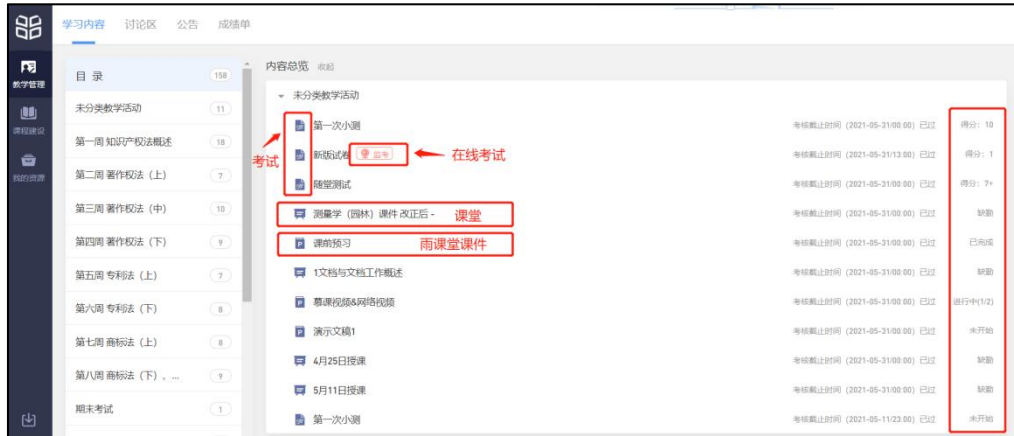 学习内容 讨论区 公告 成绩单
教学管理
课程建设
我的资源
目录 158
未分类教学活动 11
第一周 知识产权法概述 18
第二周 著作权法（上） 7
第三周 著作权法（中） 10
第四周 著作权法（下） 9
第五周 专利法（上） 7
第六周 专利法（下） 8
第七周 商标法（上） 8
第八周 商标法（下）、... 9
期末考试 1
内容总览 收起
未分类教学活动
考试
第一次小测 考核截止时间 (2021-05-31/00:00) 已过 得分：10
新版试卷 监考 在线考试 考核截止时间 (2021-05-31/13:00) 已过 得分：1
随堂测试 考核截止时间 (2021-05-31/00:00) 已过 得分：7+
测量学（园林）课件 改正后 - 课堂 考核截止时间 (2021-05-31/00:00) 已过 缺勤
课前预习 雨课堂课件 考核截止时间 (2021-05-31/00:00) 已过 已完成
1文档与文档工作概述 考核截止时间 (2021-05-31/00:00) 已过 缺勤
慕课视频&网络视频 考核截止时间 (2021-05-31/00:00) 已过 进行中(1/2)
演示文稿1 考核截止时间 (2021-05-31/00:00) 已过 未开始
4月25日授课 考核截止时间 (2021-05-31/00:00) 已过 缺勤
5月11日授课 考核截止时间 (2021-05-31/00:00) 已过 缺勤
第一次小测 考核截止时间 (2021-05-11/23:00) 已过 未开始